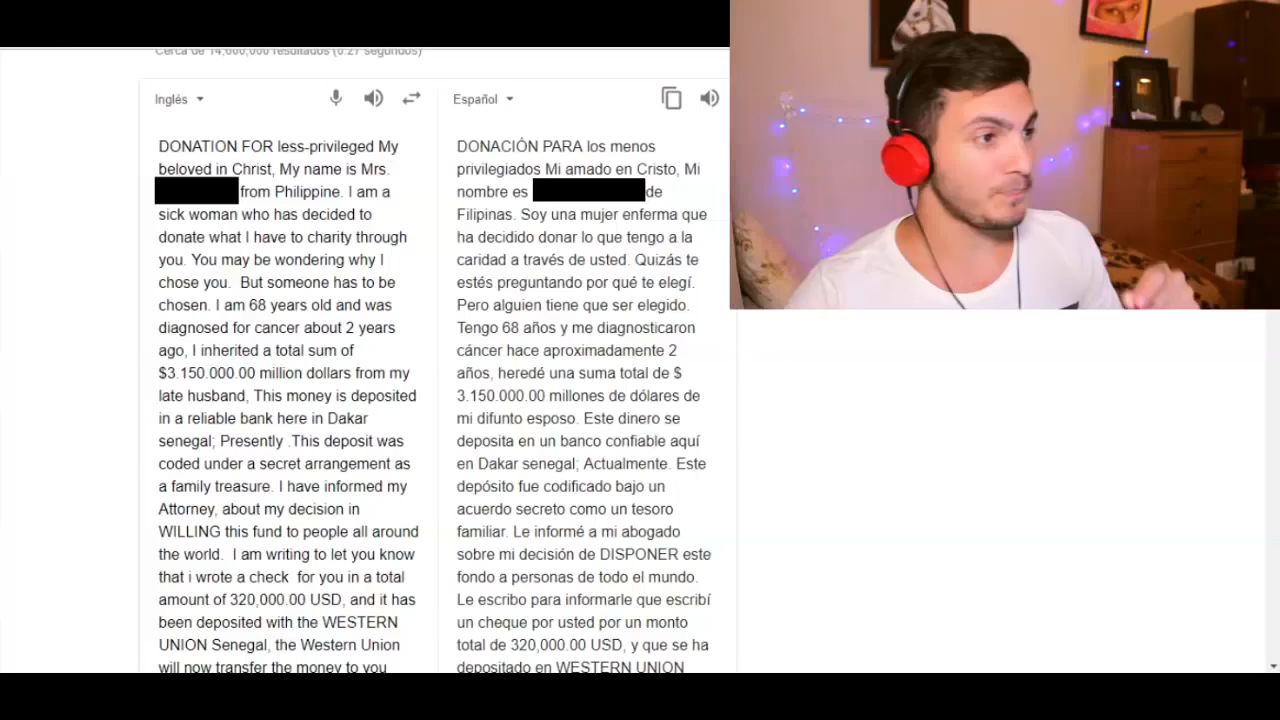 Cerca de 14,600,000 resultados (0.27 segundos)
Inglés
Español
DONATION FOR less-privileged My
beloved in Christ, My name is Mrs.
from Philippine. I am a
sick woman who has decided to
donate what I have to charity through
you. You may be wondering why I
chose you.  But someone has to be
chosen. I am 68 years old and was
diagnosed for cancer about 2 years
ago, I inherited a total sum of
$3.150.000.00 million dollars from my
late husband, This money is deposited
in a reliable bank here in Dakar
senegal; Presently .This deposit was
coded under a secret arrangement as
a family treasure. I have informed my
Attorney, about my decision in
WILLING this fund to people all around
the world.  I am writing to let you know
that i wrote a check  for you in a total
amount of 320,000.00 USD, and it has
been deposited with the WESTERN
UNION Senegal, the Western Union
will now transfer the money to you
DONACIÓN PARA los menos
privilegiados Mi amado en Cristo, Mi
nombre es de
Filipinas. Soy una mujer enferma que
ha decidido donar lo que tengo a la
caridad a través de usted. Quizás te
estés preguntando por qué te elegí.
Pero alguien tiene que ser elegido.
Tengo 68 años y me diagnosticaron
cáncer hace aproximadamente 2
años, heredé una suma total de $
3.150.000.00 millones de dólares de
mi difunto esposo. Este dinero se
deposita en un banco confiable aquí
en Dakar senegal; Actualmente. Este
depósito fue codificado bajo un
acuerdo secreto como un tesoro
familiar. Le informé a mi abogado
sobre mi decisión de DISPONER este
fondo a personas de todo el mundo.
Le escribo para informarle que escribí
un cheque por usted por un monto
total de 320,000.00 USD, y que se ha
depositado en WESTERN UNION